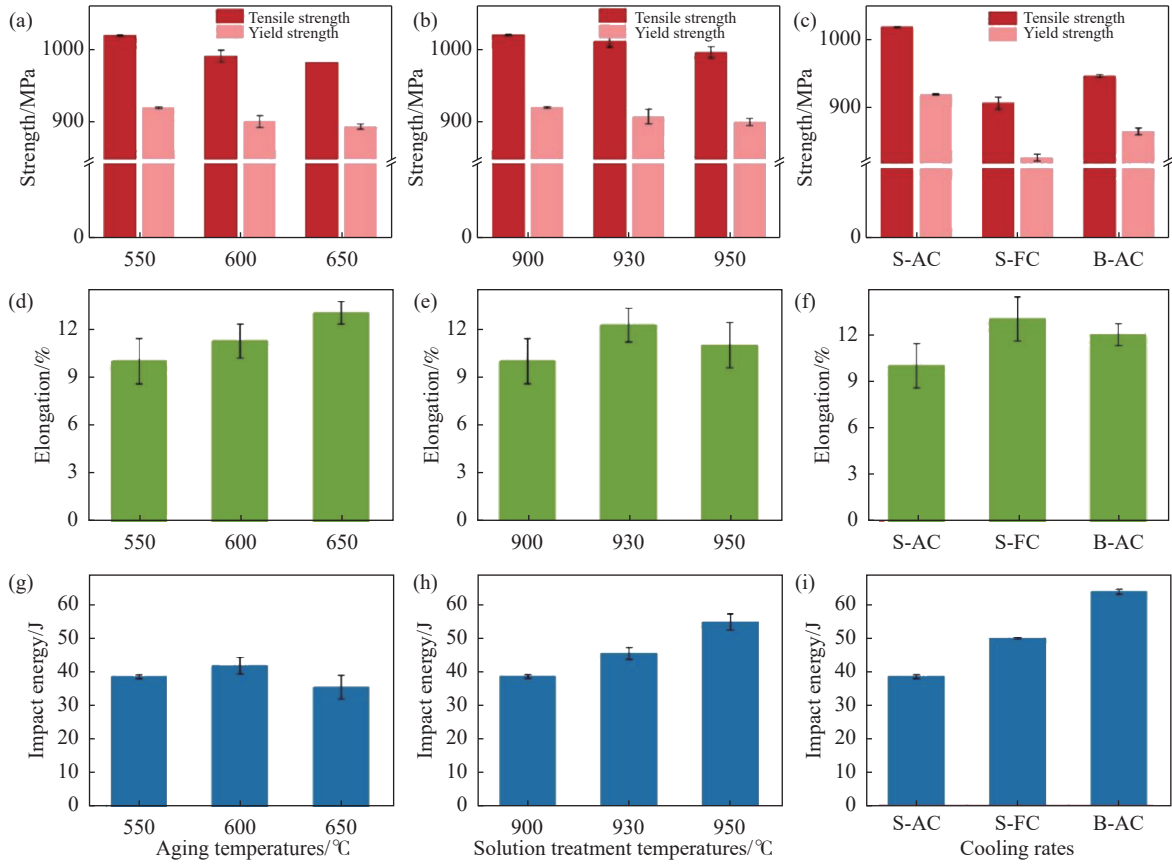 (a)
Tensile strength
Yield strength
Strength/MPa
1000
900
0
550 600 650
(b)
Tensile strength
Yield strength
Strength/MPa
1000
900
0
900 930 950
(c)
Tensile strength
Yield strength
Strength/MPa
1000
900
0
S-AC S-FC B-AC
(d)
Elongation/%
12
9
6
3
0
550 600 650
(e)
Elongation/%
12
9
6
3
0
900 930 950
(f)
Elongation/%
12
9
6
3
0
S-AC S-FC B-AC
(g)
Impact energy/J
60
50
40
30
20
10
0
550 600 650
Aging temperatures/℃
(h)
Impact energy/J
60
50
40
30
20
10
0
900 930 950
Solution treatment temperatures/℃
(i)
Impact energy/J
60
50
40
30
20
10
0
S-AC S-FC B-AC
Cooling rates